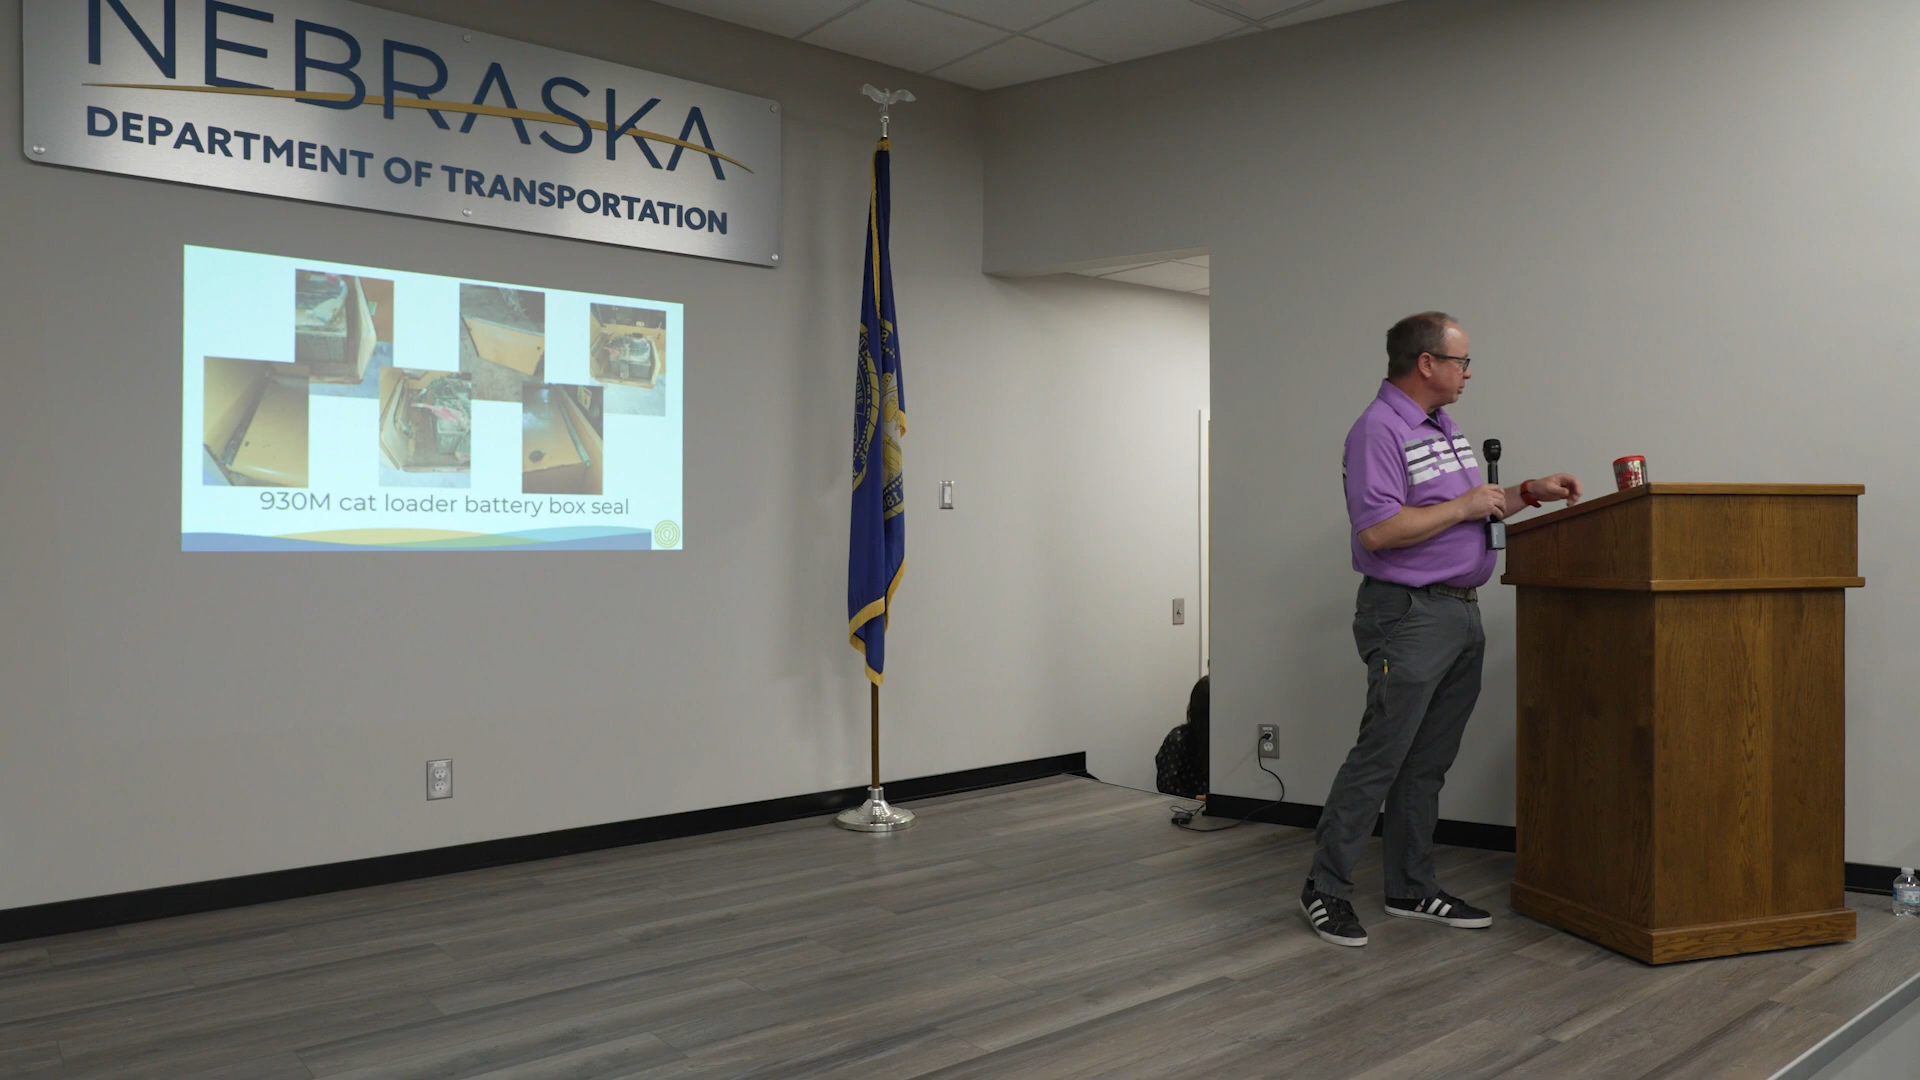 NEBRASKA
DEPARTMENT OF TRANSPORTATION
930M cat loader battery box seal